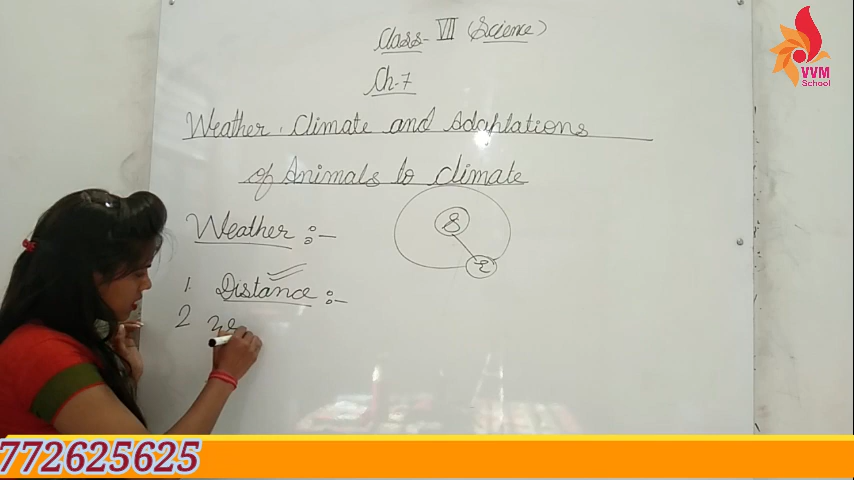 Class- VII (Science)
Ch-7
Weather, Climate and Adaptations
of Animals to climate
Weather :-
S
E
1. Distance :-
2
VVM
School
772625625